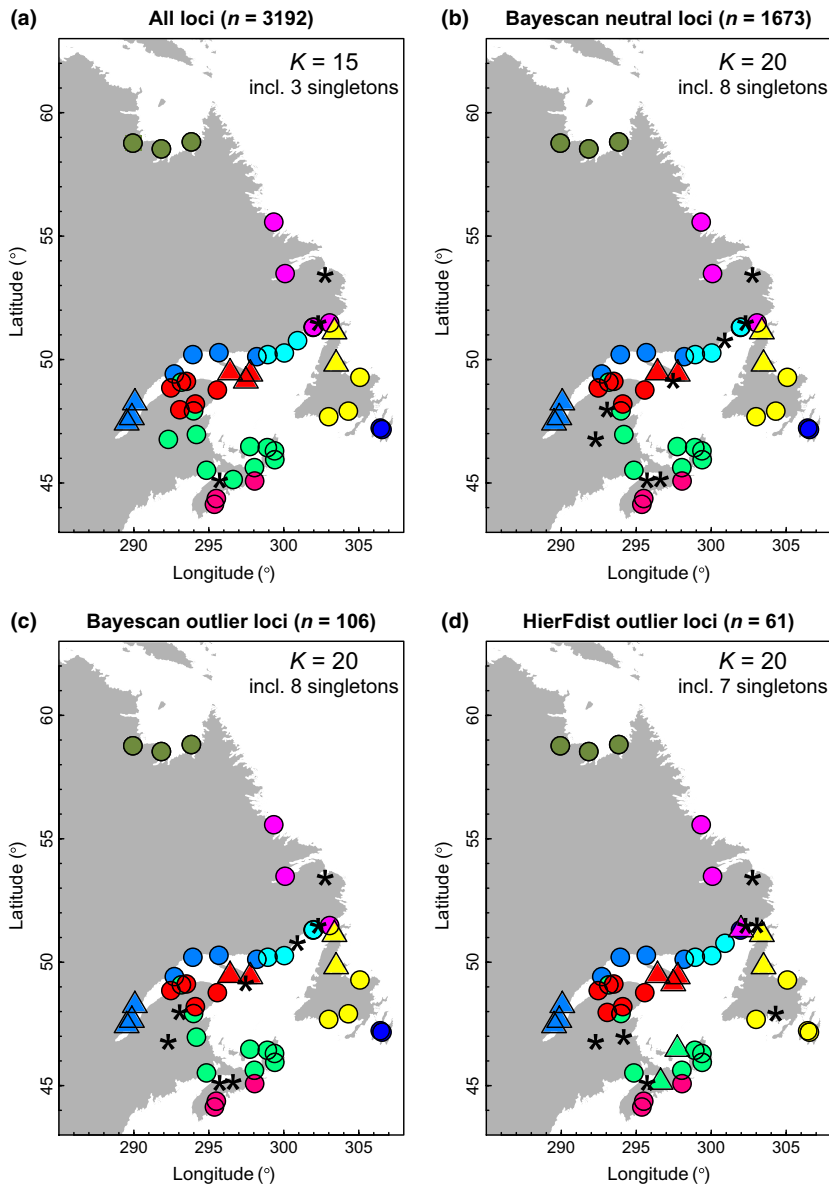 (a) All loci (n = 3192)
K = 15
incl. 3 singletons
Latitude (°)
60
55
50
45
290 295 300 305
Longitude (°)
(b) Bayescan neutral loci (n = 1673)
K = 20
incl. 8 singletons
Latitude (°)
60
55
50
45
290 295 300 305
Longitude (°)
(c) Bayescan outlier loci (n = 106)
K = 20
incl. 8 singletons
Latitude (°)
60
55
50
45
290 295 300 305
Longitude (°)
(d) HierFdist outlier loci (n = 61)
K = 20
incl. 7 singletons
Latitude (°)
60
55
50
45
290 295 300 305
Longitude (°)